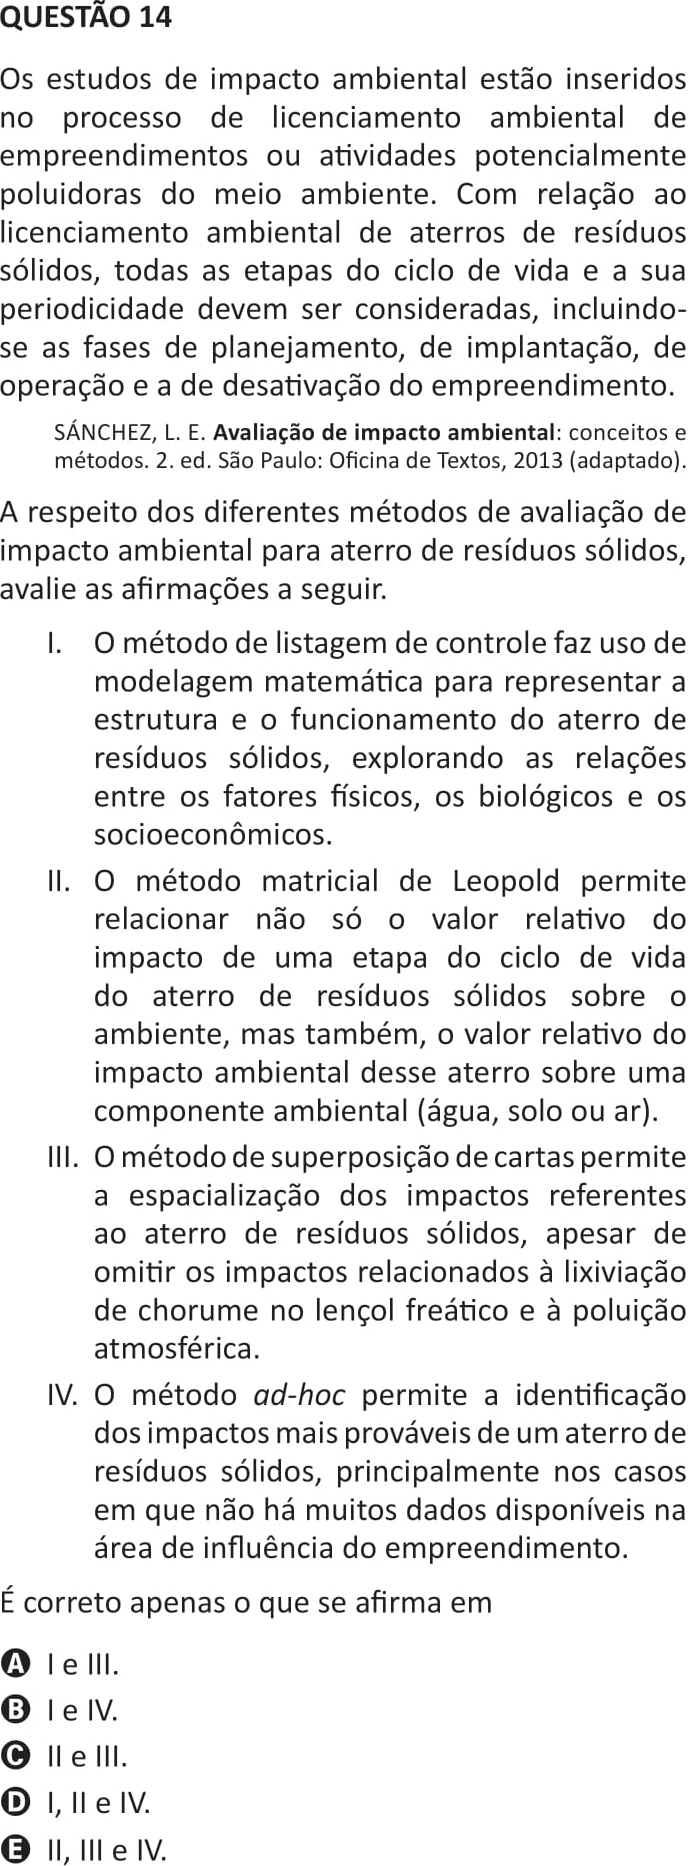 QUESTÃO 14
Os estudos de impacto ambiental estão inseridos
no processo de licenciamento ambiental de
empreendimentos ou atividades potencialmente
poluidoras do meio ambiente. Com relação ao
licenciamento ambiental de aterros de resíduos
sólidos, todas as etapas do ciclo de vida e a sua
periodicidade devem ser consideradas, incluindo-
se as fases de planejamento, de implantação, de
operação e a de desativação do empreendimento.
SÁNCHEZ, L. E. Avaliação de impacto ambiental: conceitos e
métodos. 2. ed. São Paulo: Oficina de Textos, 2013 (adaptado).
A respeito dos diferentes métodos de avaliação de
impacto ambiental para aterro de resíduos sólidos,
avalie as afirmações a seguir.
I. O método de listagem de controle faz uso de
modelagem matemática para representar a
estrutura e o funcionamento do aterro de
resíduos sólidos, explorando as relações
entre os fatores físicos, os biológicos e os
socioeconômicos.
II. O método matricial de Leopold permite
relacionar não só o valor relativo do
impacto de uma etapa do ciclo de vida
do aterro de resíduos sólidos sobre o
ambiente, mas também, o valor relativo do
impacto ambiental desse aterro sobre uma
componente ambiental (água, solo ou ar).
III. O método de superposição de cartas permite
a espacialização dos impactos referentes
ao aterro de resíduos sólidos, apesar de
omitir os impactos relacionados à lixiviação
de chorume no lençol freático e à poluição
atmosférica.
IV. O método ad-hoc permite a identificação
dos impactos mais prováveis de um aterro de
resíduos sólidos, principalmente nos casos
em que não há muitos dados disponíveis na
área de influência do empreendimento.
É correto apenas o que se afirma em
A I e III.
B I e IV.
C II e III.
D I, II e IV.
E II, III e IV.